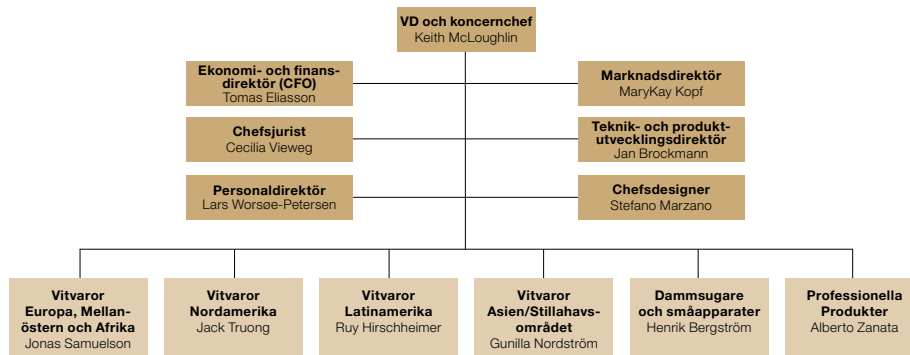 VD och koncernchef
Keith McLoughlin
Ekonomi- och finans-
direktör (CFO)
Tomas Eliasson
Marknadsdirektör
MaryKay Kopf
Chefsjurist
Cecilia Vieweg
Teknik- och produkt-
utvecklingsdirektör
Jan Brockmann
Personaldirektör
Lars Worsøe-Petersen
Chefsdesigner
Stefano Marzano
Vitvaror
Europa, Mellan-
östern och Afrika
Jonas Samuelson
Vitvaror
Nordamerika
Jack Truong
Vitvaror
Latinamerika
Ruy Hirschheimer
Vitvaror
Asien/Stillahavs-
området
Gunilla Nordström
Dammsugare
och småapparater
Henrik Bergström
Professionella
Produkter
Alberto Zanata